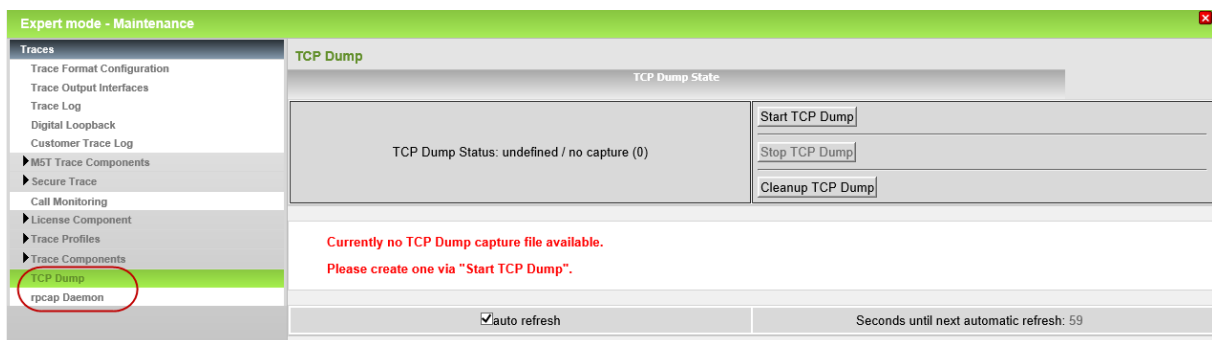 Expert mode - Maintenance
Traces
Trace Format Configuration
Trace Output Interfaces
Trace Log
Digital Loopback
Customer Trace Log
M5T Trace Components
Secure Trace
Call Monitoring
License Component
Trace Profiles
Trace Components
TCP Dump
rpcap Daemon
TCP Dump
TCP Dump State
TCP Dump Status: undefined / no capture (0)
Start TCP Dump
Stop TCP Dump
Cleanup TCP Dump
Currently no TCP Dump capture file available.
Please create one via "Start TCP Dump".
auto refresh
Seconds until next automatic refresh: 59